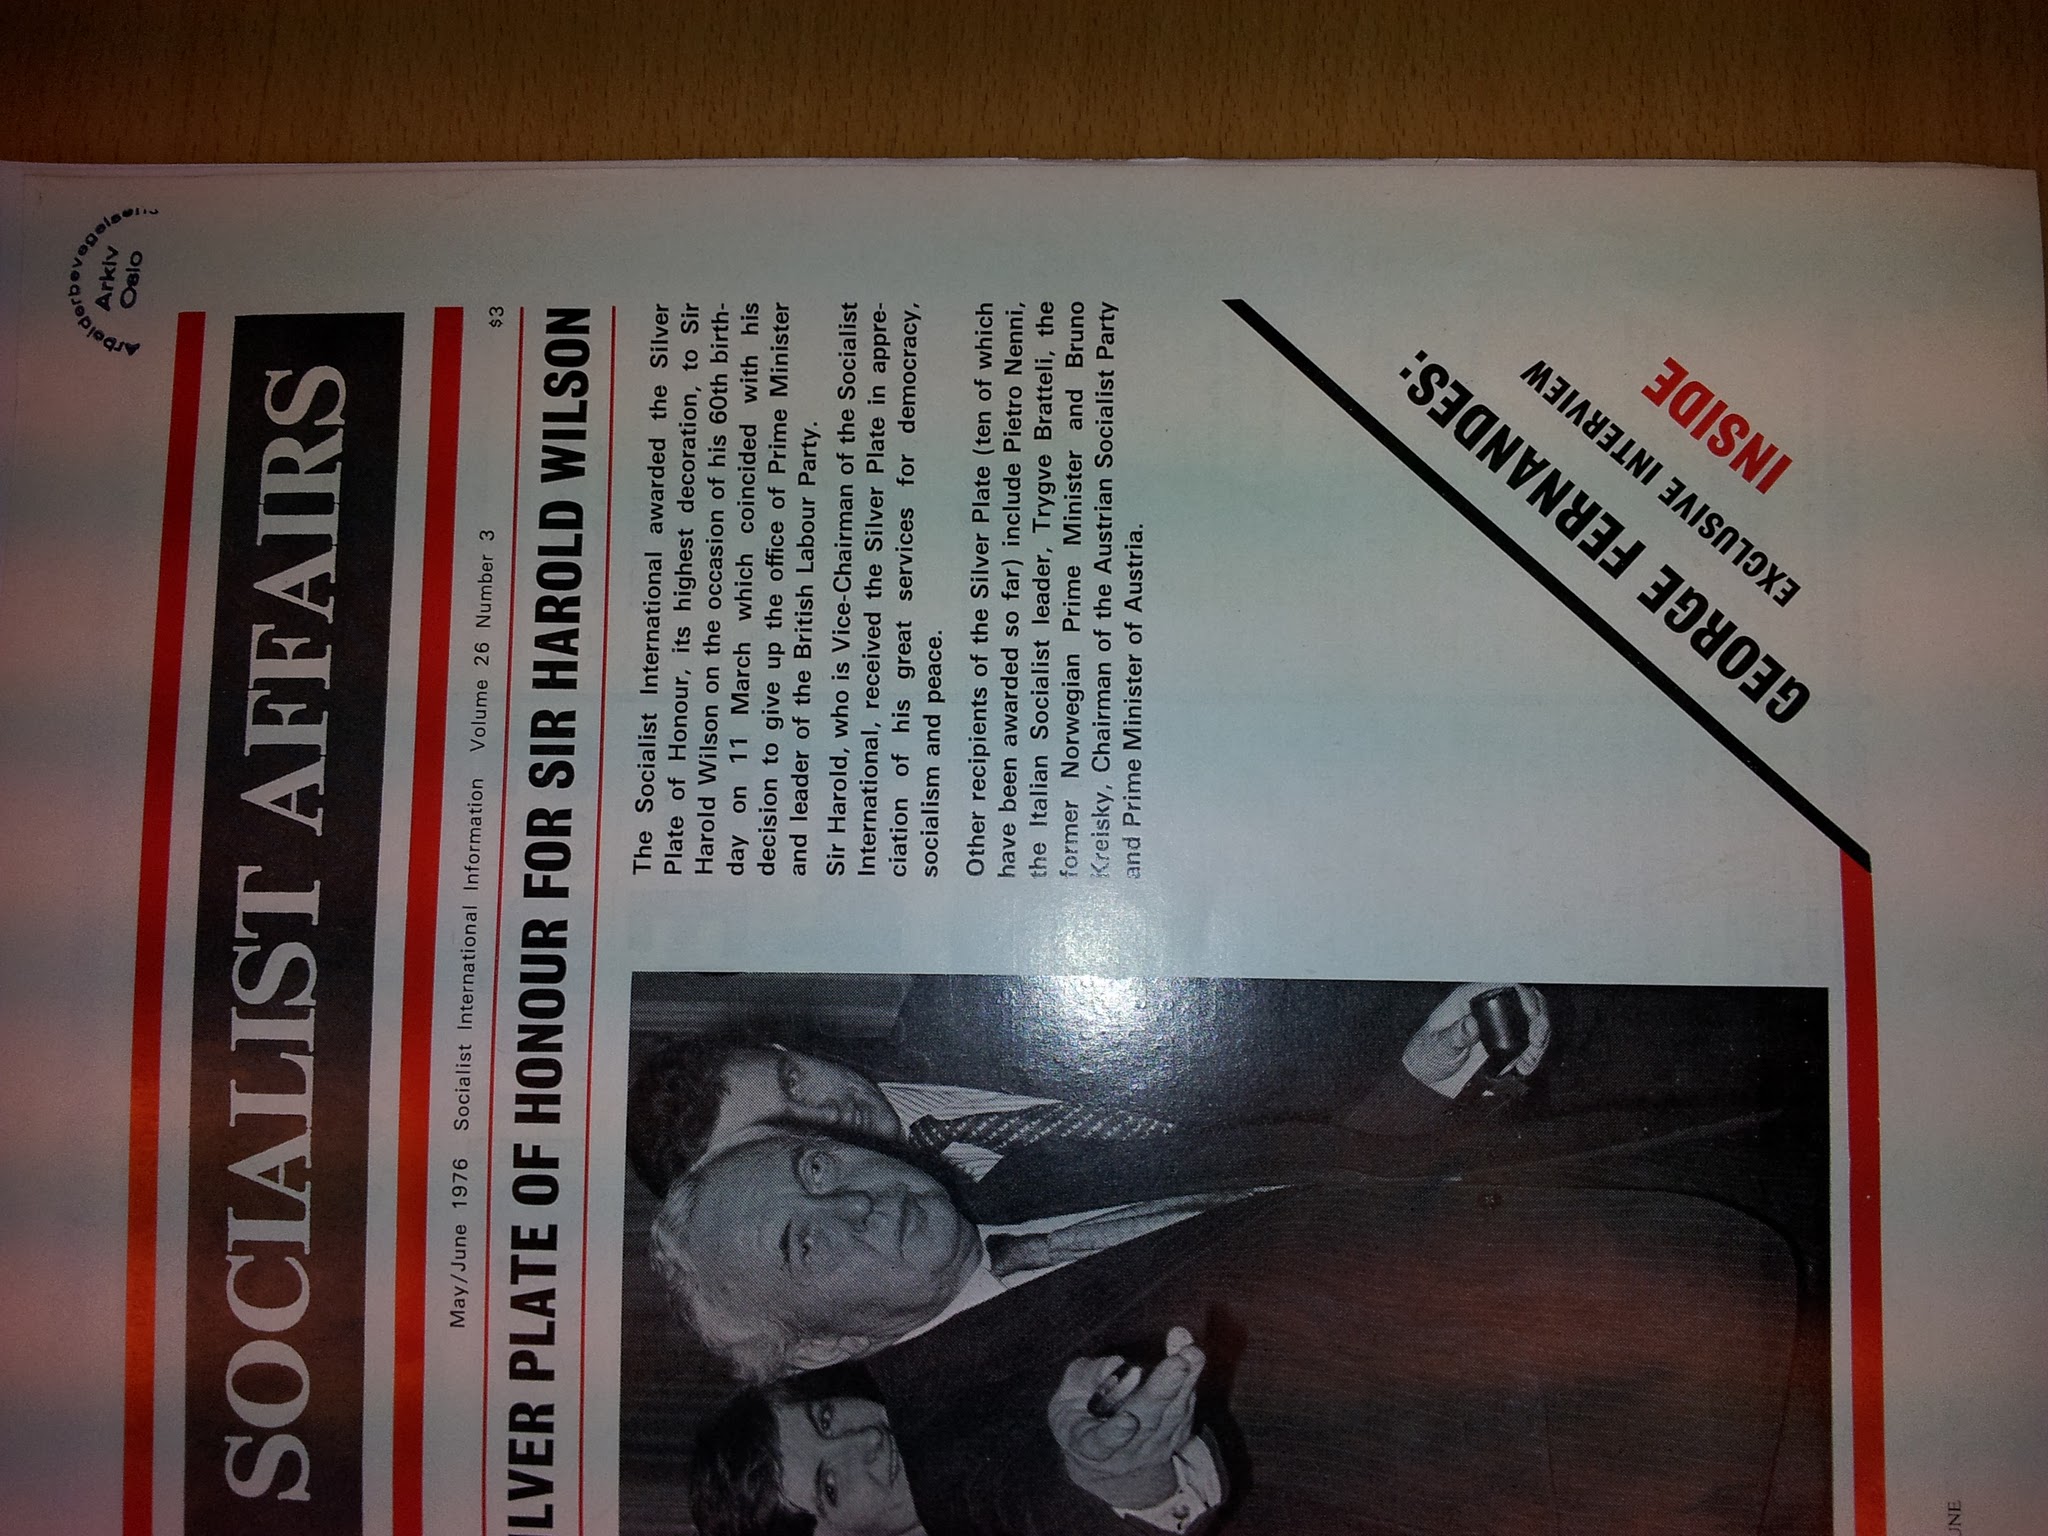 Arbeiderbevegelsens
Arkiv
Oslo
SOCIALIST AFFAIRS
May/June 1976 Socialist International Information Volume 26 Number 3 $3
ILVER PLATE OF HONOUR FOR SIR HAROLD WILSON
The Socialist International awarded the Silver
Plate of Honour, its highest decoration, to Sir
Harold Wilson on the occasion of his 60th birth-
day on 11 March which coincided with his
decision to give up the office of Prime Minister
and leader of the British Labour Party.
Sir Harold, who is Vice-Chairman of the Socialist
International, received the Silver Plate in appre-
ciation of his great services for democracy,
socialism and peace.
Other recipients of the Silver Plate (ten of which
have been awarded so far) include Pietro Nenni,
the Italian Socialist leader, Trygve Bratteli, the
former Norwegian Prime Minister and Bruno
Kreisky, Chairman of the Austrian Socialist Party
and Prime Minister of Austria.
GEORGE FERNANDES:
EXCLUSIVE INTERVIEW
INSIDE
UNE